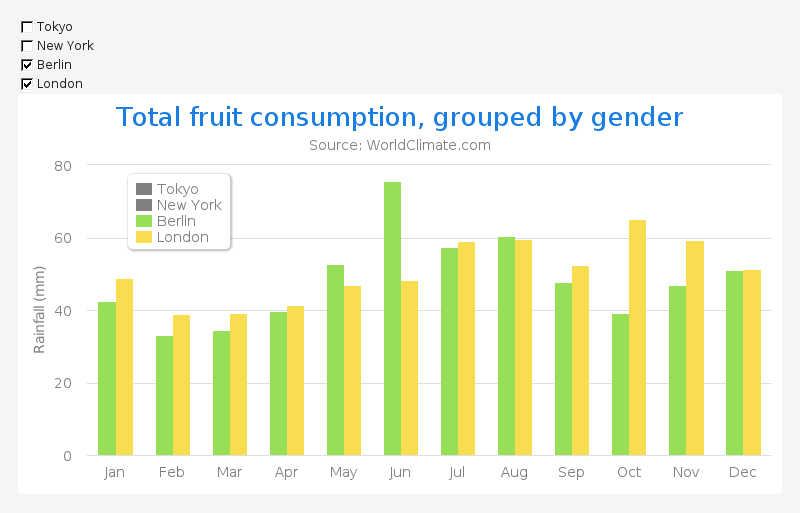 Tokyo
New York
Berlin
London
Total fruit consumption, grouped by gender
Source: WorldClimate.com
80
60
40
20
0
Rainfall (mm)
Tokyo
New York
Berlin
London
Jan Feb Mar Apr May Jun Jul Aug Sep Oct Nov Dec